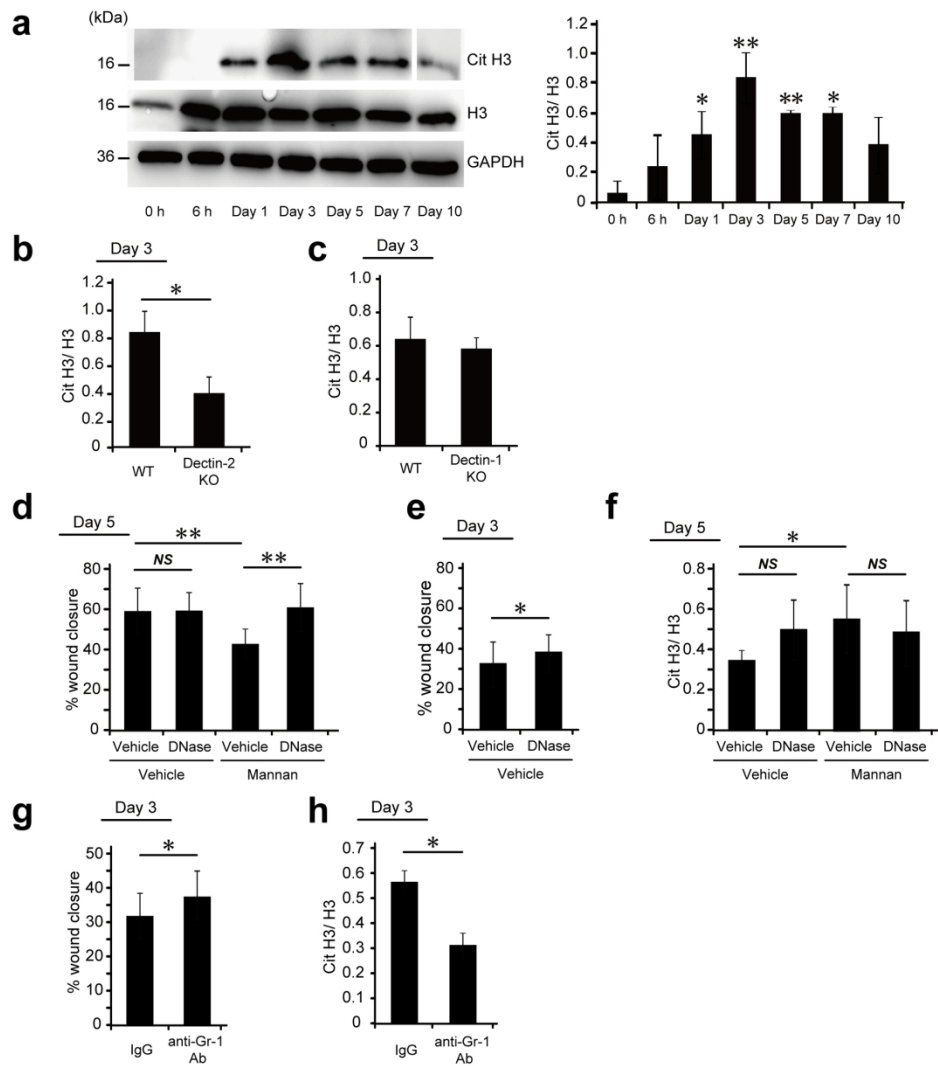 a
(kDa)
16
Cit H3
16
H3
36
GAPDH
0 h 6 h Day 1 Day 3 Day 5 Day 7 Day 10
Cit H3/ H3
1.2
1.0
0.8
0.6
0.4
0.2
0
* ** ** *
0 h 6 h Day 1 Day 3 Day 5 Day 7 Day 10
b
Day 3
Cit H3/ H3
1.2
1.0
0.8
0.6
0.4
0.2
0
*
WT Dectin-2
KO
c
Day 3
Cit H3/ H3
1.2
1.0
0.8
0.6
0.4
0.2
0
WT Dectin-1
KO
d
Day 5
% wound closure
80
60
40
20
0
**
NS **
Vehicle DNase Vehicle DNase
Vehicle Mannan
e
Day 3
% wound closure
80
60
40
20
0
*
Vehicle DNase
Vehicle
f
Day 5
Cit H3/ H3
0.8
0.6
0.4
0.2
0
*
NS NS
Vehicle DNase Vehicle DNase
Vehicle Mannan
g
Day 3
% wound closure
50
40
30
20
10
0
*
IgG anti-Gr-1
Ab
h
Day 3
Cit H3/ H3
0.7
0.6
0.5
0.4
0.3
0.2
0.1
0
*
IgG anti-Gr-1
Ab